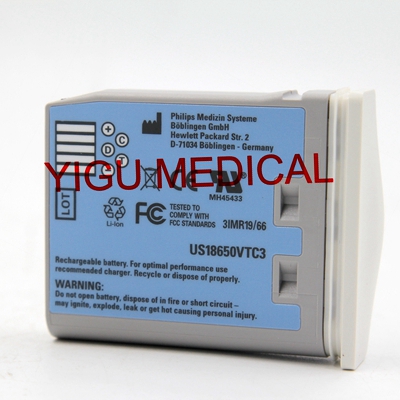 Philips Medizin Systeme
Böblingen GmbH
Hewlett Packard Str. 2
D-71034 Böblingen - Germany
+
C
D
T
-
YIGU MEDICAL
LOT
Li-ion
FC
TESTED TO
COMPLY WITH
FCC STANDARDS
CE
UR
MH45433
3IMR19/66
US18650VTC3
Rechargeable battery. For optimal performance use
recommended charger. Recycle or dispose of properly.
WARNING:
Do not open battery, dispose of in fire or short circuit –
may ignite, explode, leak or get hot causing personal injury.